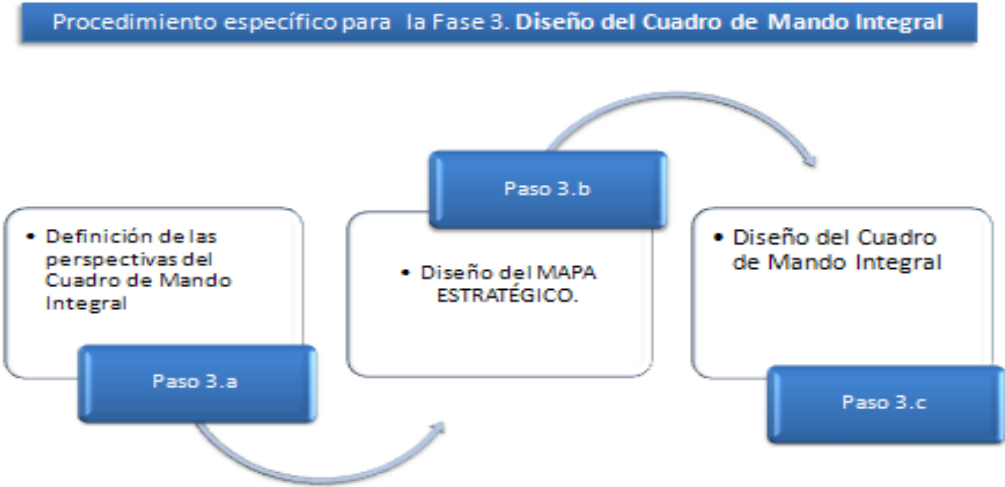 Procedimiento específico para la Fase 3. Diseño del Cuadro de Mando Integral
• Definición de las
perspectivas del
Cuadro de Mando
Integral
Paso 3.a
Paso 3.b
• Diseño del MAPA
ESTRATÉGICO.
• Diseño del Cuadro
de Mando Integral
Paso 3.c